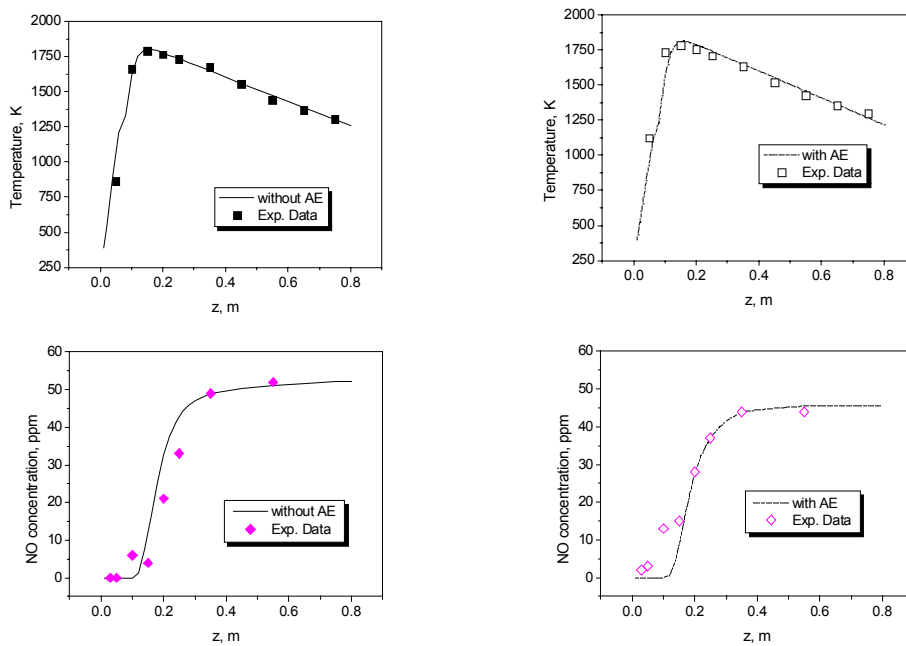 2000
1750
1500
1250
1000
750
500
250
Temperature, K
without AE
Exp. Data
0.0 0.2 0.4 0.6 0.8
z, m
2000
1750
1500
1250
1000
750
500
250
Temperature, K
with AE
Exp. Data
0.0 0.2 0.4 0.6 0.8
z, m
60
50
40
30
20
10
0
NO concentration, ppm
without AE
Exp. Data
0.0 0.2 0.4 0.6 0.8
z, m
60
50
40
30
20
10
0
NO concentration, ppm
with AE
Exp. Data
0.0 0.2 0.4 0.6 0.8
z, m